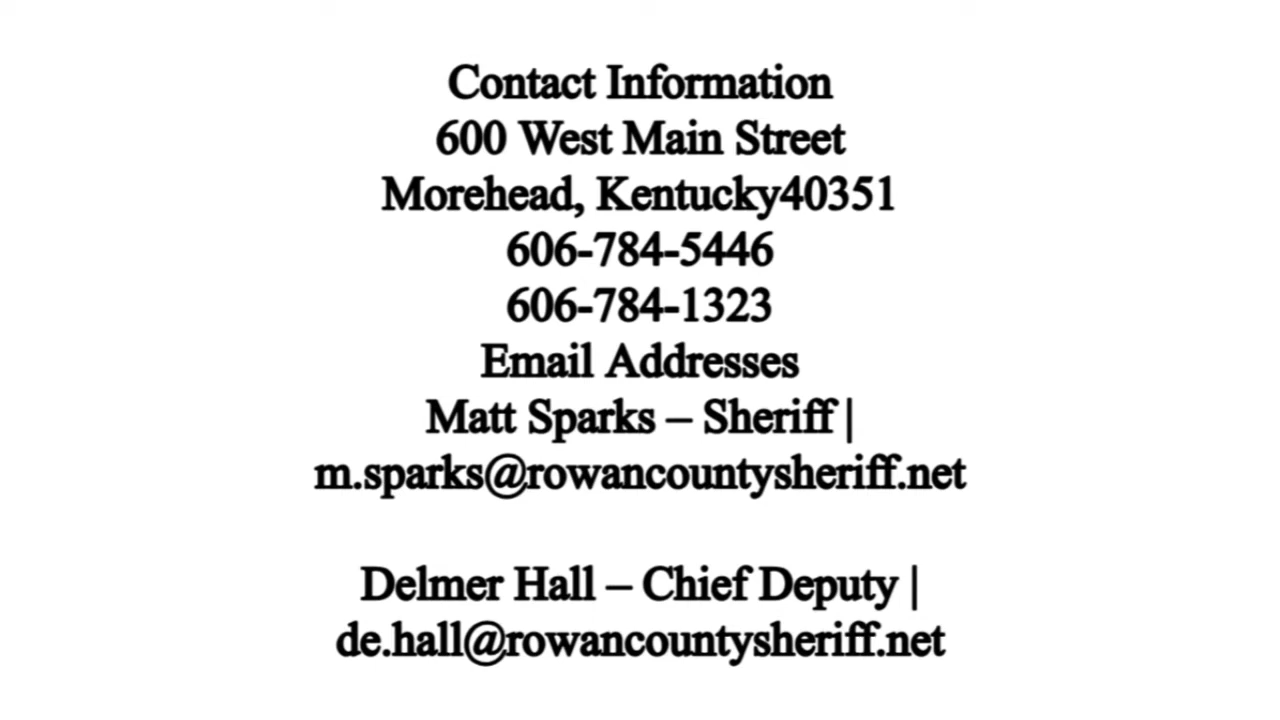 Contact Information
600 West Main Street
Morehead, Kentucky40351
606-784-5446
606-784-1323
Email Addresses
Matt Sparks – Sheriff |
m.sparks@rowancountysheriff.net
Delmer Hall – Chief Deputy |
de.hall@rowancountysheriff.net